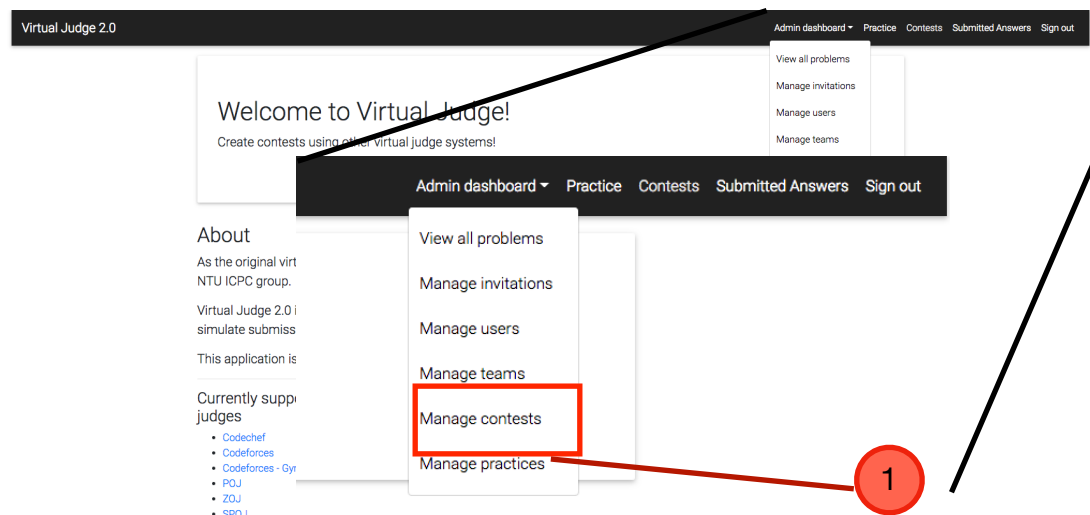 Virtual Judge 2.0
Admin dashboard Practice Contests Submitted Answers Sign out
View all problems
Manage invitations
Manage users
Manage teams
Welcome to Virtual Judge!
Create contests using other virtual judge systems!
Admin dashboard Practice Contests Submitted Answers Sign out
View all problems
Manage invitations
Manage users
Manage teams
Manage contests
Manage practices
1
About
As the original virt
NTU ICPC group.
Virtual Judge 2.0 i
simulate submiss
This application is
Currently suppo
judges
Codechef
Codeforces
Codeforces - Gyr
POJ
ZOJ
SPOJ